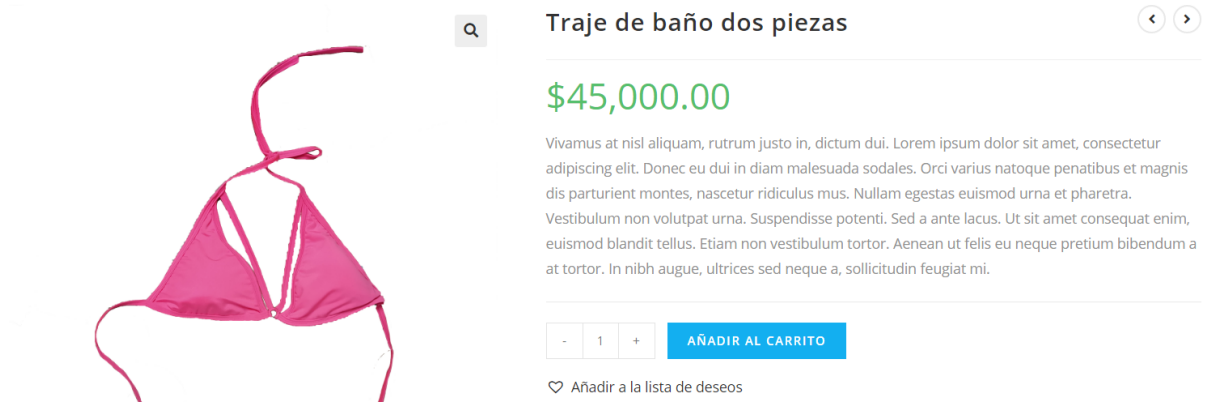 Traje de baño dos piezas
$45,000.00
Vivamus at nisl aliquam, rutrum justo in, dictum dui. Lorem ipsum dolor sit amet, consectetur
adipiscing elit. Donec eu dui in diam malesuada sodales. Orci varius natoque penatibus et magnis
dis parturient montes, nascetur ridiculus mus. Nullam egestas euismod urna et pharetra.
Vestibulum non volutpat urna. Suspendisse potenti. Sed a ante lacus. Ut sit amet consequat enim,
euismod blandit tellus. Etiam non vestibulum tortor. Aenean ut felis eu neque pretium bibendum a
at tortor. In nibh augue, ultrices sed neque a, sollicitudin feugiat mi.
- 1 + AÑADIR AL CARRITO
Añadir a la lista de deseos